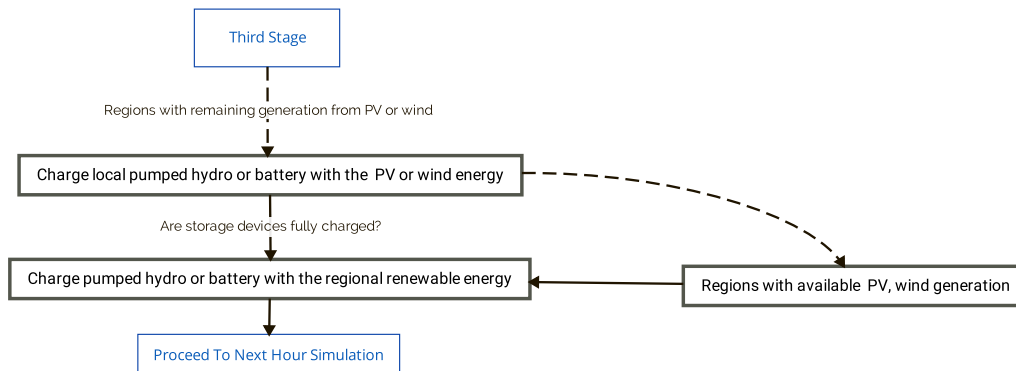 Third Stage
Regions with remaining generation from PV or wind
Charge local pumped hydro or battery with the PV or wind energy
Are storage devices fully charged?
Charge pumped hydro or battery with the regional renewable energy
Regions with available PV, wind generation
Proceed To Next Hour Simulation